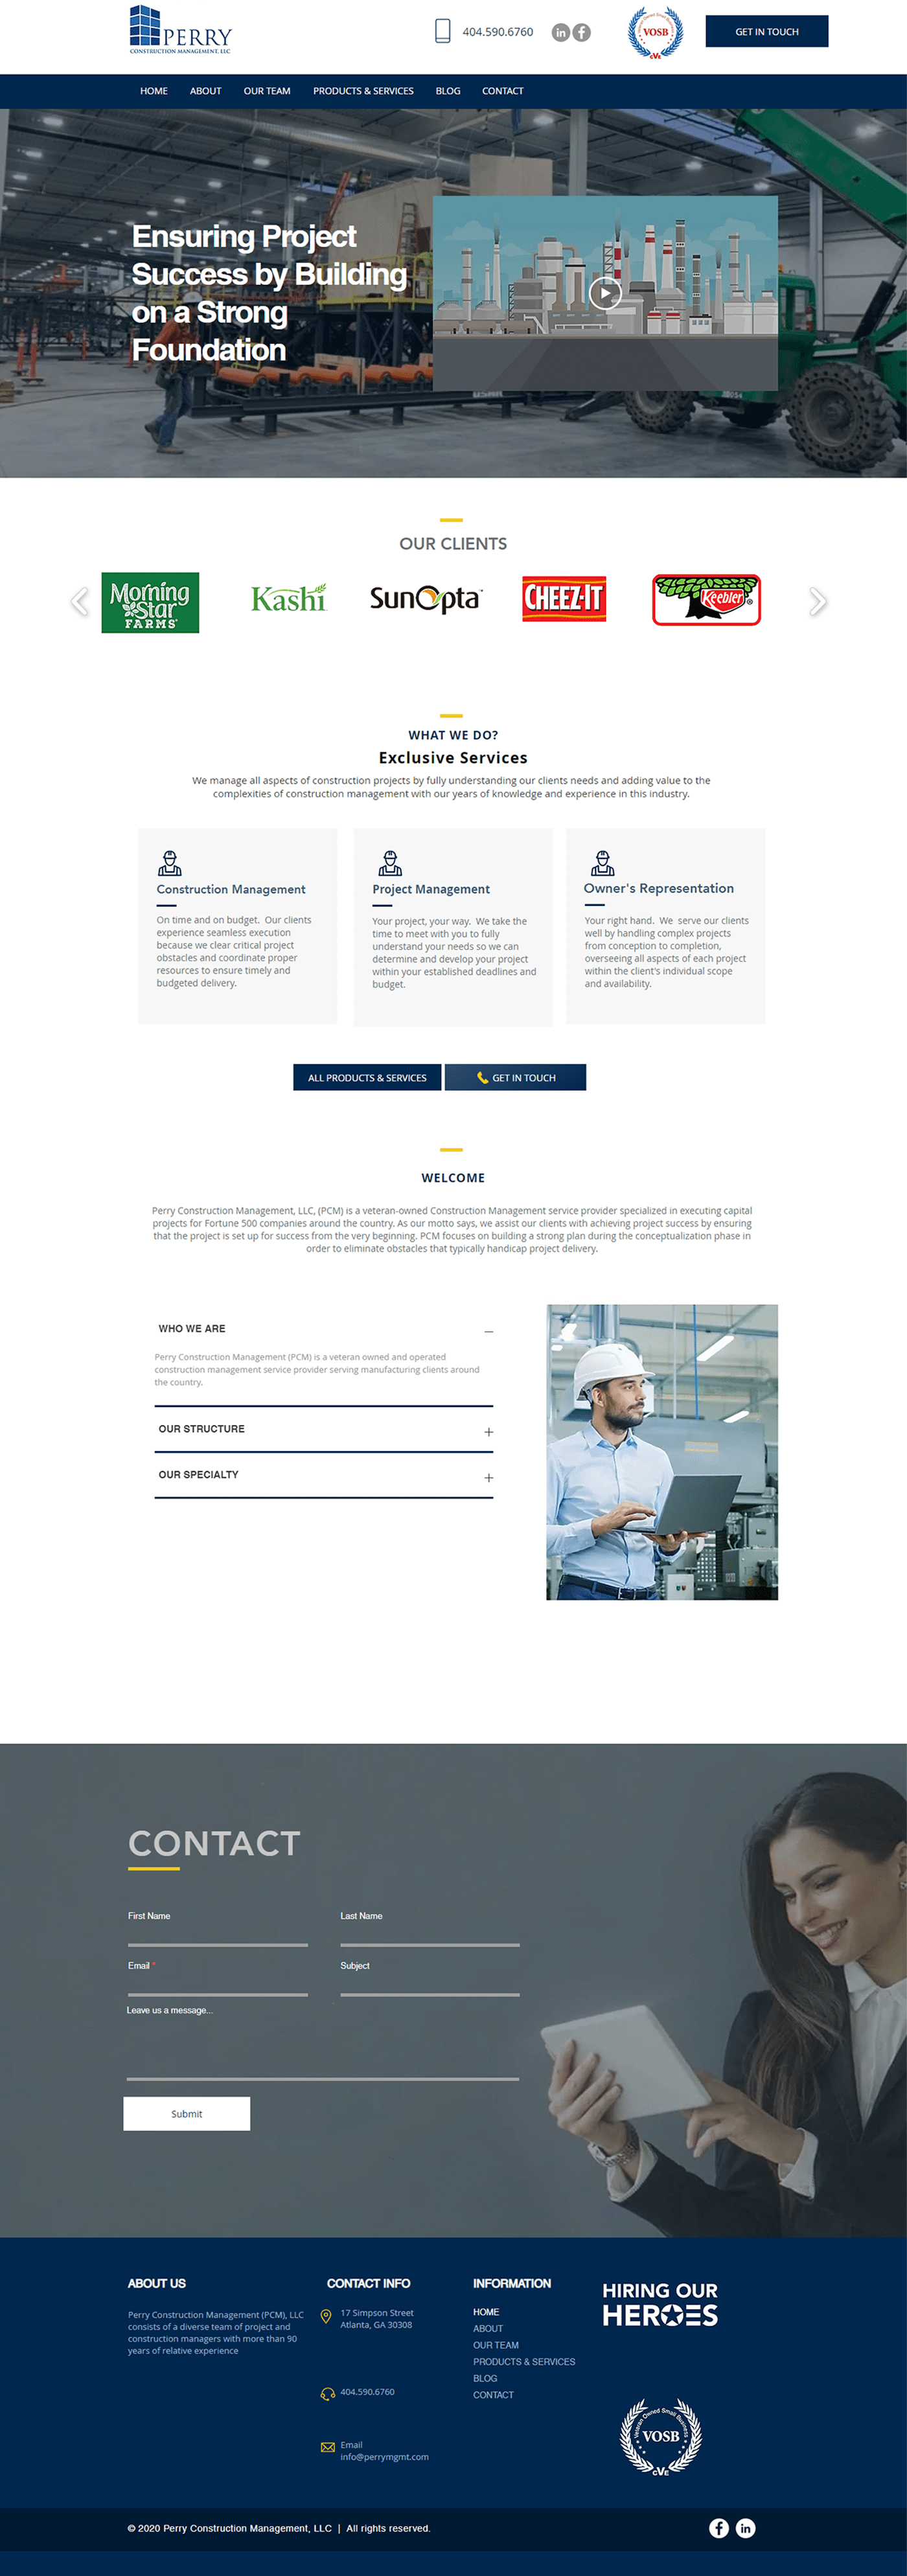 PERRY
CONSTRUCTION MANAGEMENT, LLC
404.590.6760
in f
Veteran Owned Small Business
VOSB
CVE
GET IN TOUCH
HOME ABOUT OUR TEAM PRODUCTS & SERVICES BLOG CONTACT
Ensuring Project
Success by Building
on a Strong
Foundation
OUR CLIENTS
Morning
Star
FARMS
Kashi
SunOpta
CHEEZ-IT
Keebler
WHAT WE DO?
Exclusive Services
We manage all aspects of construction projects by fully understanding our clients needs and adding value to the
complexities of construction management with our years of knowledge and experience in this industry.
Construction Management
On time and on budget. Our clients
experience seamless execution
because we clear critical project
obstacles and coordinate proper
resources to ensure timely and
budgeted delivery.
Project Management
Your project, your way. We take the
time to meet with you to fully
understand your needs so we can
determine and develop your project
within your established deadlines and
budget.
Owner's Representation
Your right hand. We serve our clients
well by handling complex projects
from conception to completion,
overseeing all aspects of each project
within the client's individual scope
and availability.
ALL PRODUCTS & SERVICES
GET IN TOUCH
WELCOME
Perry Construction Management, LLC, (PCM) is a veteran-owned Construction Management service provider specialized in executing capital
projects for Fortune 500 companies around the country. As our motto says, we assist our clients with achieving project success by ensuring
that the project is set up for success from the very beginning. PCM focuses on building a strong plan during the conceptualization phase in
order to eliminate obstacles that typically handicap project delivery.
WHO WE ARE
Perry Construction Management (PCM) is a veteran owned and operated
construction management service provider serving manufacturing clients around
the country.
OUR STRUCTURE
OUR SPECIALTY
CONTACT
First Name Last Name
Email * Subject
Leave us a message...
Submit
ABOUT US
Perry Construction Management (PCM), LLC
consists of a diverse team of project and
construction managers with more than 90
years of relative experience
CONTACT INFO
17 Simpson Street
Atlanta, GA 30308
404.590.6760
Email
info@perrymgmt.com
INFORMATION
HOME
ABOUT
OUR TEAM
PRODUCTS & SERVICES
BLOG
CONTACT
HIRING OUR
HEROES
Veteran Owned Small Business
VOSB
CVE
© 2020 Perry Construction Management, LLC | All rights reserved.
f in